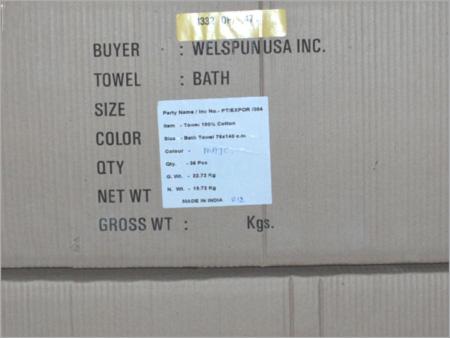 BUYER : WELSPUN USA INC.
TOWEL : BATH
SIZE
COLOR
QTY
NET WT
GROSS WT : Kgs.
Party Name / Inc No.- PT/EXPOR /304
Item - Towel 100% Cotton
Size - Bath Towel 76x140 c.m.
Colour -
Qty. - 36 Pcs
G. Wt. - 22.72 Kg
N. Wt. - 19.72 Kg
MADE IN INDIA